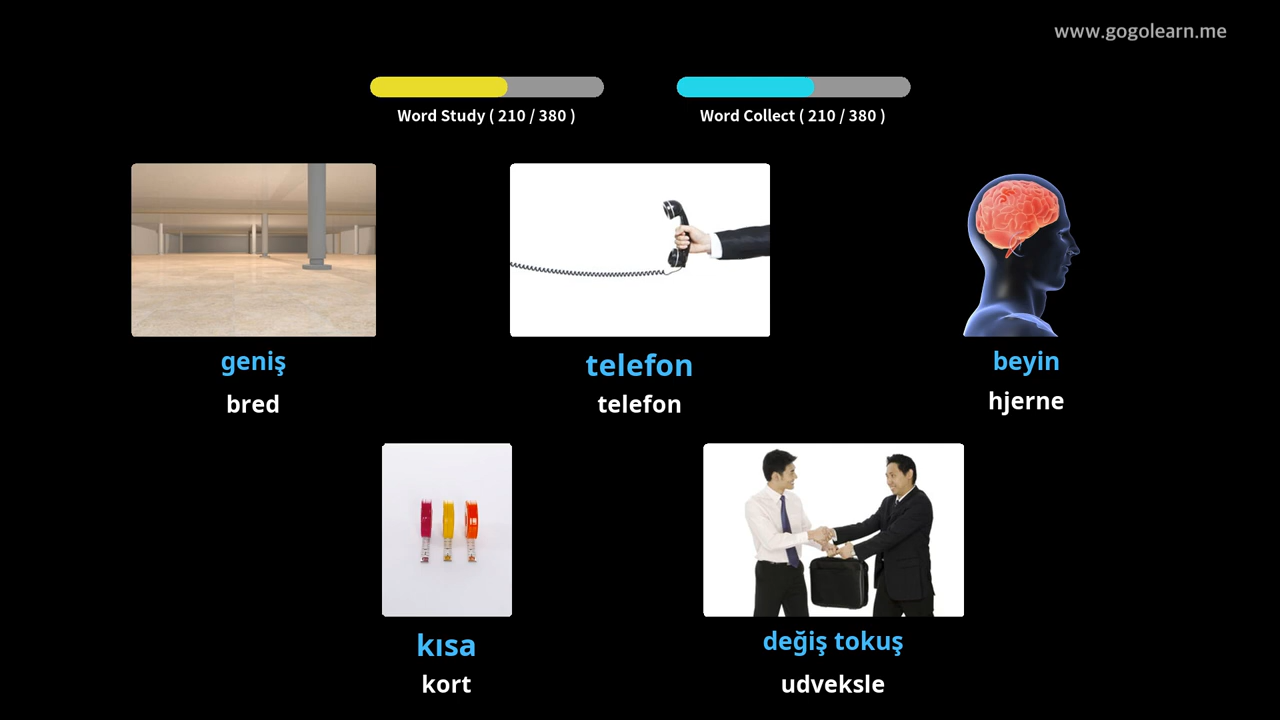 www.gogolearn.me
Word Study ( 210 / 380 )
Word Collect ( 210 / 380 )
geniş
bred
telefon
telefon
beyin
hjerne
kısa
kort
değiş tokuş
udveksle